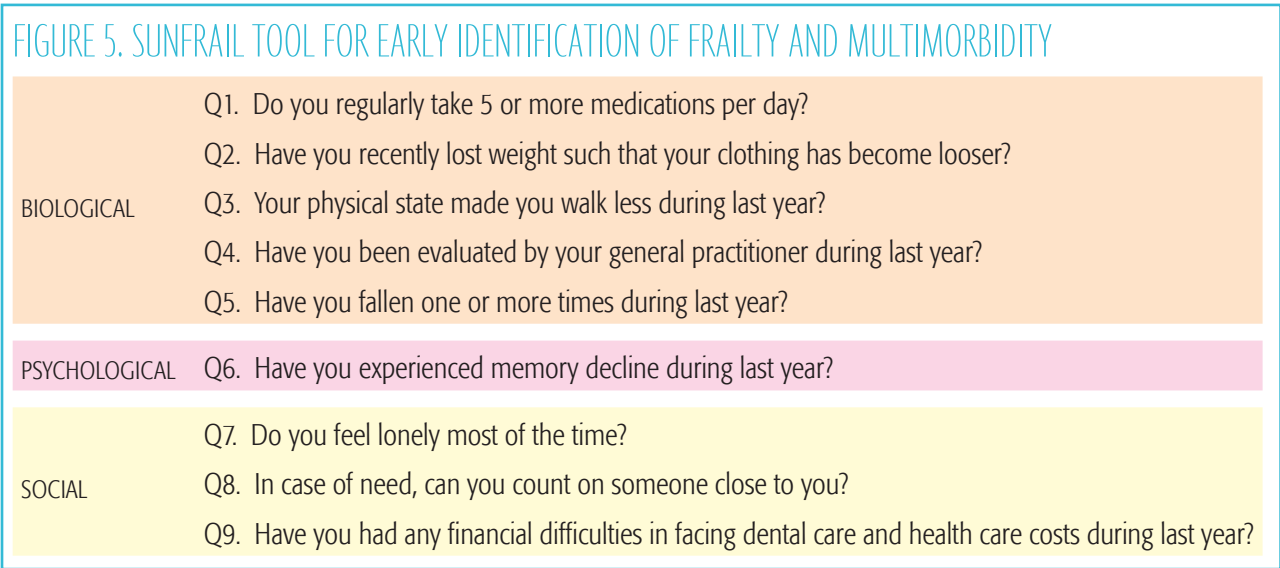 FIGURE 5. SUNFRAIL TOOL FOR EARLY IDENTIFICATION OF FRAILTY AND MULTIMORBIDITY
BIOLOGICAL
Q1. Do you regularly take 5 or more medications per day?
Q2. Have you recently lost weight such that your clothing has become looser?
Q3. Your physical state made you walk less during last year?
Q4. Have you been evaluated by your general practitioner during last year?
Q5. Have you fallen one or more times during last year?
PSYCHOLOGICAL
Q6. Have you experienced memory decline during last year?
SOCIAL
Q7. Do you feel lonely most of the time?
Q8. In case of need, can you count on someone close to you?
Q9. Have you had any financial difficulties in facing dental care and health care costs during last year?